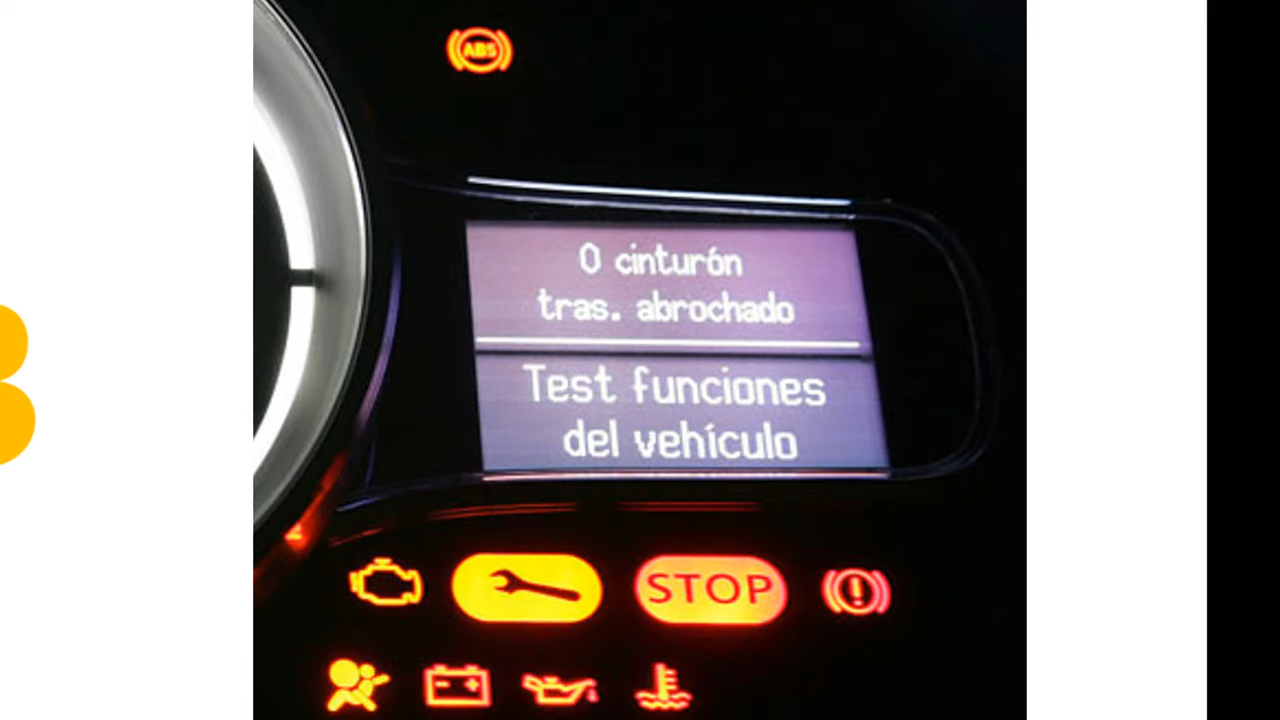 ABS
0 cinturón
tras. abrochado
Test funciones
del vehículo
STOP